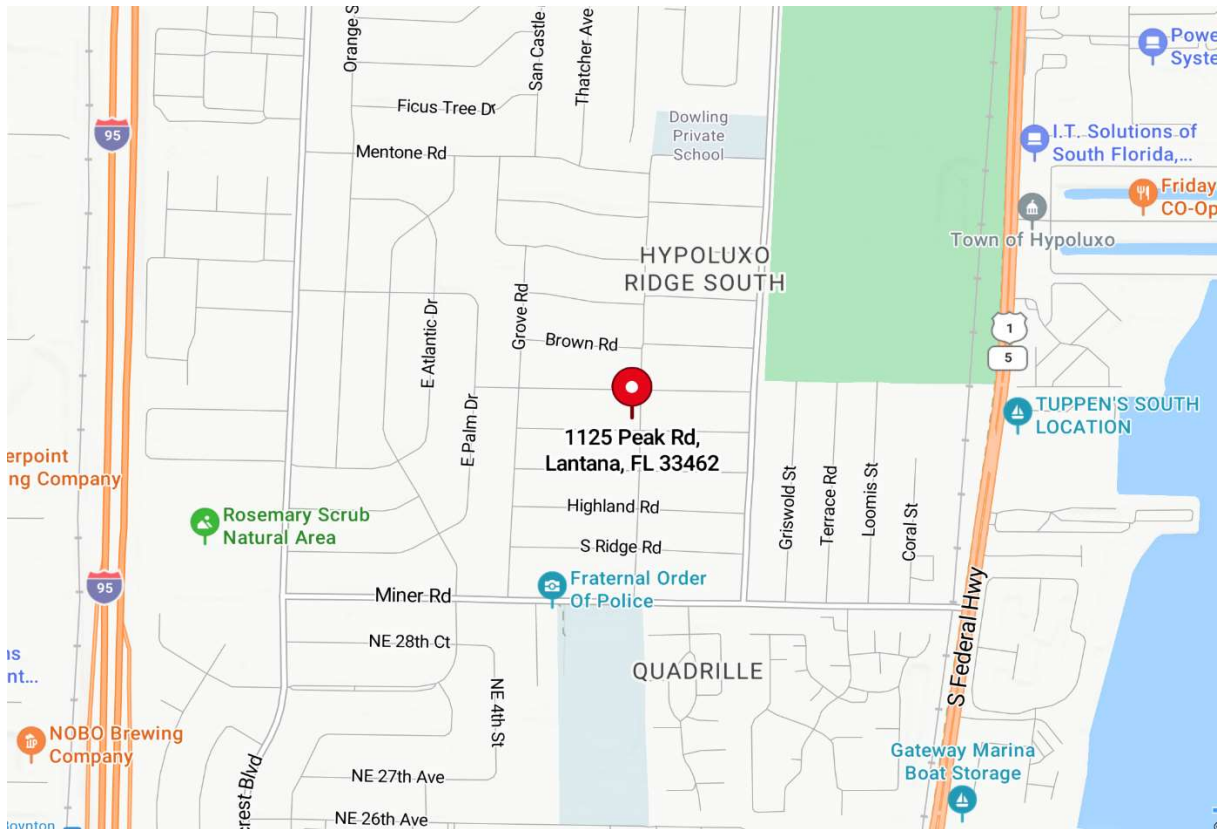 Orange S
San Castle
Thatcher Ave
Powe
Syste
Ficus Tree Dr
Dowling
Private
School
95
I.T. Solutions of
South Florida,...
Mentone Rd
Friday
CO-Op
Town of Hypoluxo
HYPOLUXO
RIDGE SOUTH
E Atlantic Dr
Grove Rd
Brown Rd
1
5
E Palm Dr
TUPPEN'S SOUTH
LOCATION
1125 Peak Rd,
Lantana, FL 33462
erpoint
ng Company
Griswold St
Terrace Rd
Loomis St
Coral St
Highland Rd
Rosemary Scrub
Natural Area
S Ridge Rd
95
Fraternal Order
Of Police
Miner Rd
S Federal Hwy
NE 28th Ct
ns
nt...
QUADRILLE
NE 4th St
NOBO Brewing
Company
Gateway Marina
Boat Storage
crest Blvd
NE 27th Ave
NE 26th Ave
Boynton